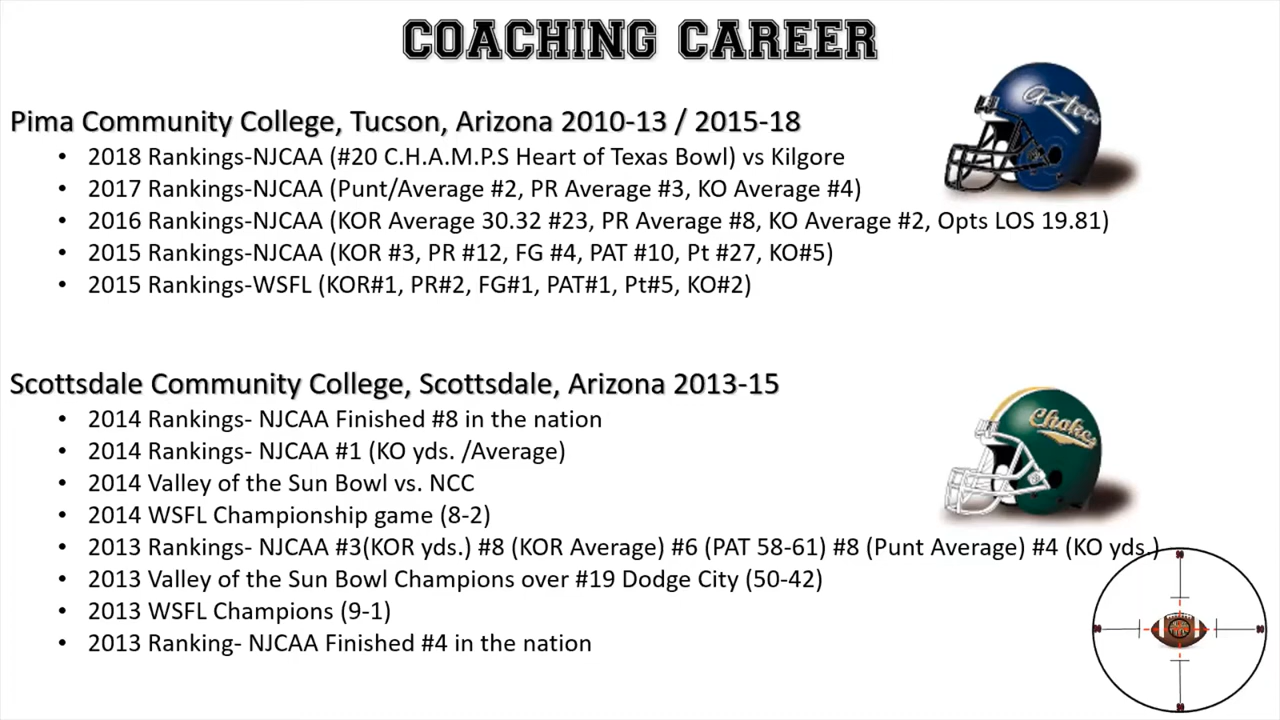 COACHING CAREER
Pima Community College, Tucson, Arizona 2010-13 / 2015-18
• 2018 Rankings-NJCAA (#20 C.H.A.M.P.S Heart of Texas Bowl) vs Kilgore
• 2017 Rankings-NJCAA (Punt/Average #2, PR Average #3, KO Average #4)
• 2016 Rankings-NJCAA (KOR Average 30.32 #23, PR Average #8, KO Average #2, Opts LOS 19.81)
• 2015 Rankings-NJCAA (KOR #3, PR #12, FG #4, PAT #10, Pt #27, KO#5)
• 2015 Rankings-WSFL (KOR#1, PR#2, FG#1, PAT#1, Pt#5, KO#2)
Aztecs
Scottsdale Community College, Scottsdale, Arizona 2013-15
• 2014 Rankings- NJCAA Finished #8 in the nation
• 2014 Rankings- NJCAA #1 (KO yds. /Average)
• 2014 Valley of the Sun Bowl vs. NCC
• 2014 WSFL Championship game (8-2)
• 2013 Rankings- NJCAA #3(KOR yds.) #8 (KOR Average) #6 (PAT 58-61) #8 (Punt Average) #4 (KO yds.)
• 2013 Valley of the Sun Bowl Champions over #19 Dodge City (50-42)
• 2013 WSFL Champions (9-1)
• 2013 Ranking- NJCAA Finished #4 in the nation
Chokes